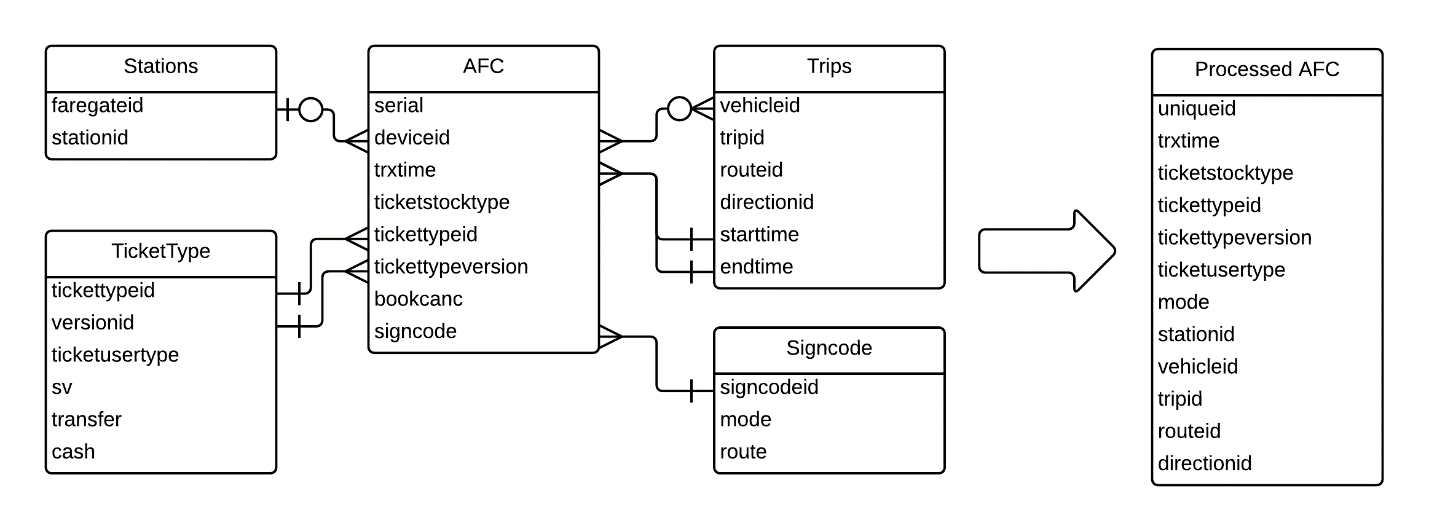 Stations
faregateid
stationid
TicketType
tickettypeid
versionid
ticketusertype
sv
transfer
cash
AFC
serial
deviceid
trxtime
ticketstocktype
tickettypeid
tickettypeversion
bookcanc
signcode
Trips
vehicleid
tripid
routeid
directionid
starttime
endtime
Signcode
signcodeid
mode
route
Processed AFC
uniqueid
trxtime
ticketstocktype
tickettypeid
tickettypeversion
ticketusertype
mode
stationid
vehicleid
tripid
routeid
directionid